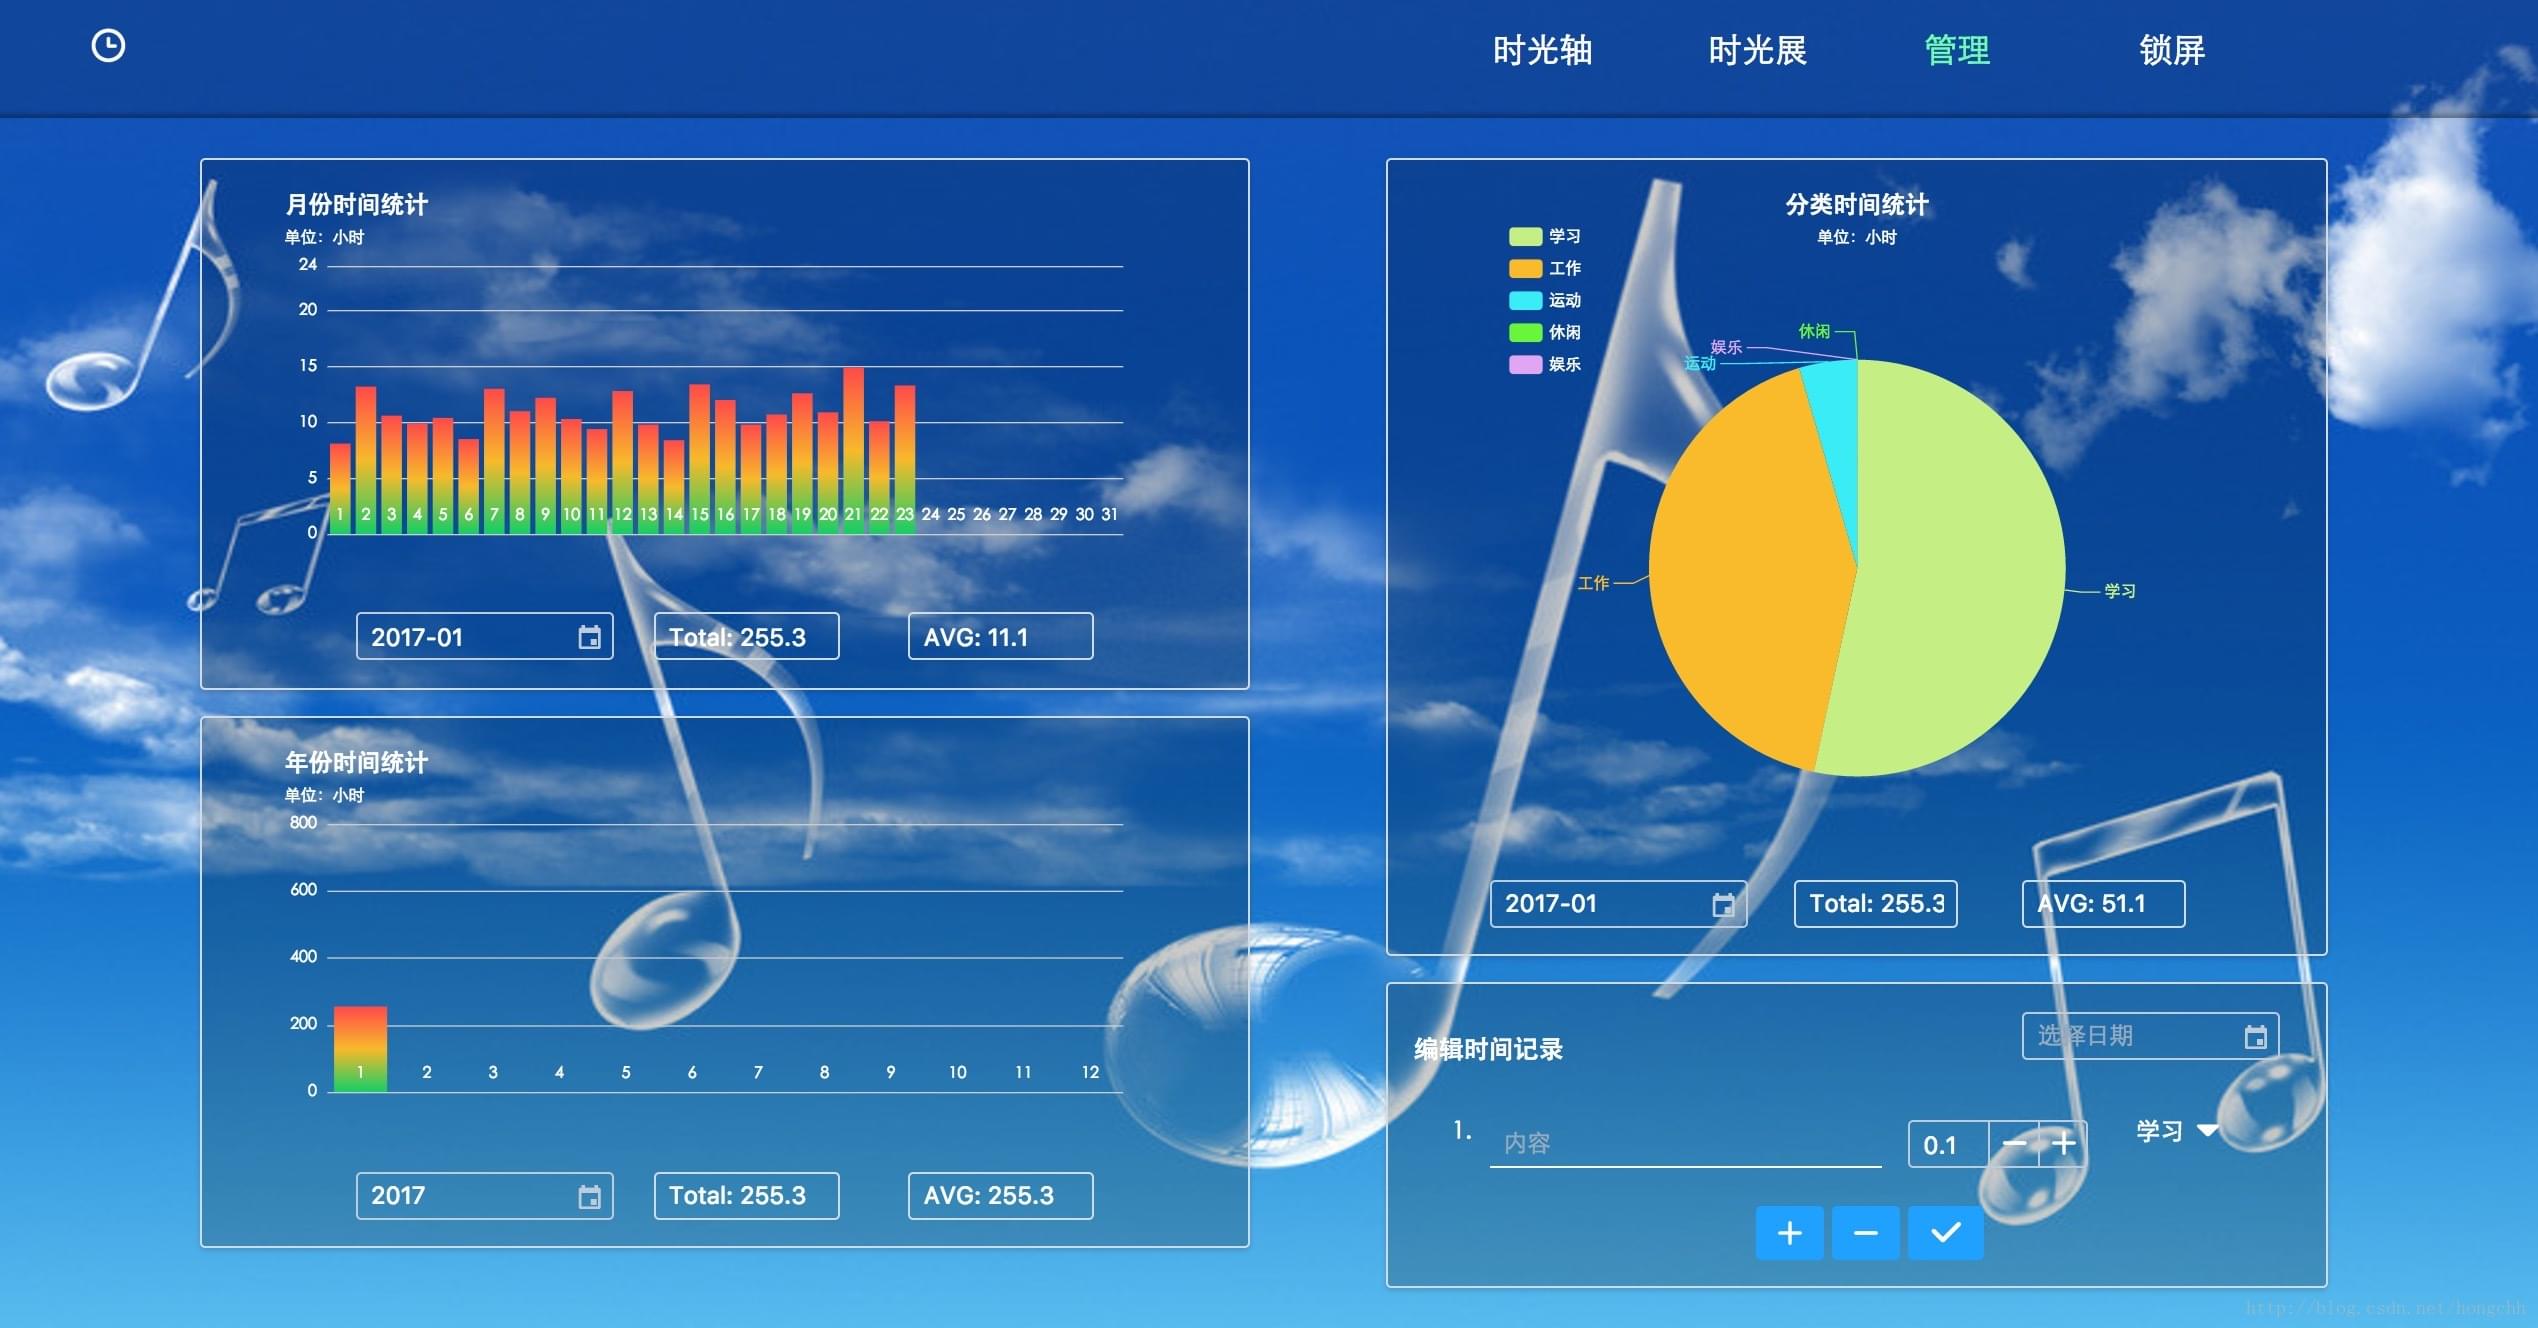 时光轴 时光展 管理 锁屏
月份时间统计
单位：小时
24
20
15
10
5
0
1 2 3 4 5 6 7 8 9 10 11 12 13 14 15 16 17 18 19 20 21 22 23 24 25 26 27 28 29 30 31
2017-01 Total: 255.3 AVG: 11.1
年份时间统计
单位：小时
800
600
400
200
0
1 2 3 4 5 6 7 8 9 10 11 12
2017 Total: 255.3 AVG: 255.3
分类时间统计
单位：小时
学习
工作
运动
休闲
娱乐
休闲
娱乐
运动
工作
学习
2017-01 Total: 255.3 AVG: 51.1
编辑时间记录
选择日期
1. 内容 0.1 学习
http://blog.csdn.net/hongchh